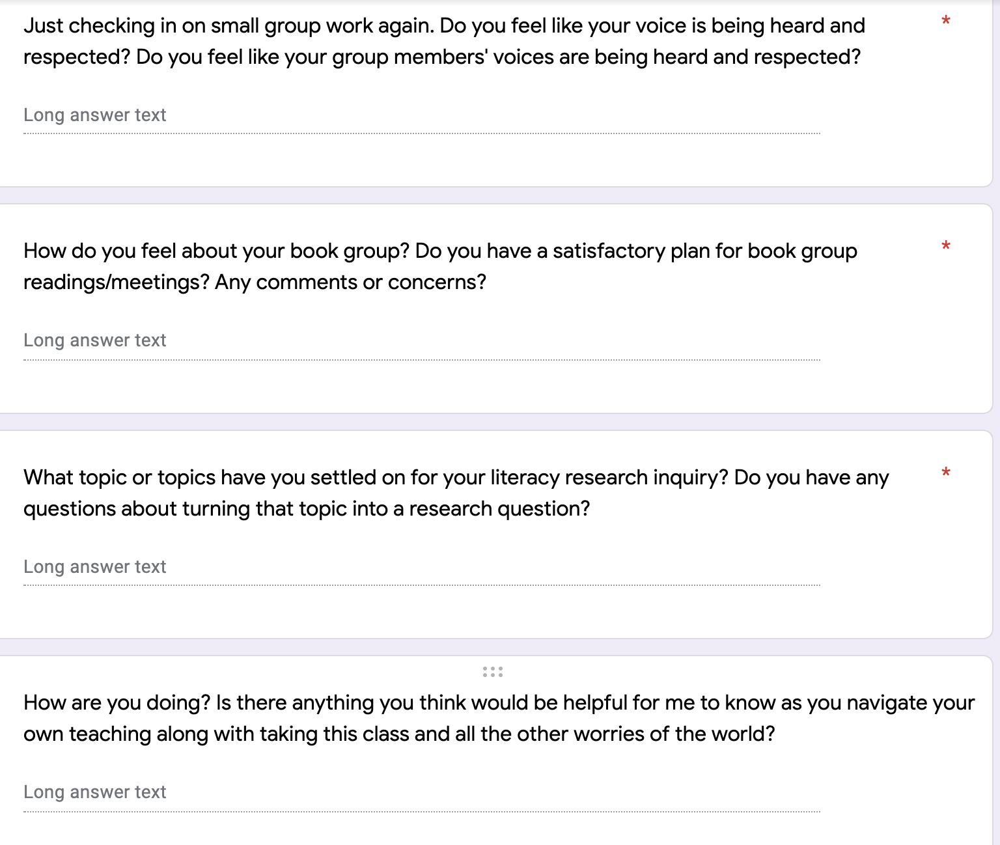 Just checking in on small group work again. Do you feel like your voice is being heard and *
respected? Do you feel like your group members' voices are being heard and respected?
Long answer text
How do you feel about your book group? Do you have a satisfactory plan for book group *
readings/meetings? Any comments or concerns?
Long answer text
What topic or topics have you settled on for your literacy research inquiry? Do you have any *
questions about turning that topic into a research question?
Long answer text
How are you doing? Is there anything you think would be helpful for me to know as you navigate your
own teaching along with taking this class and all the other worries of the world?
Long answer text